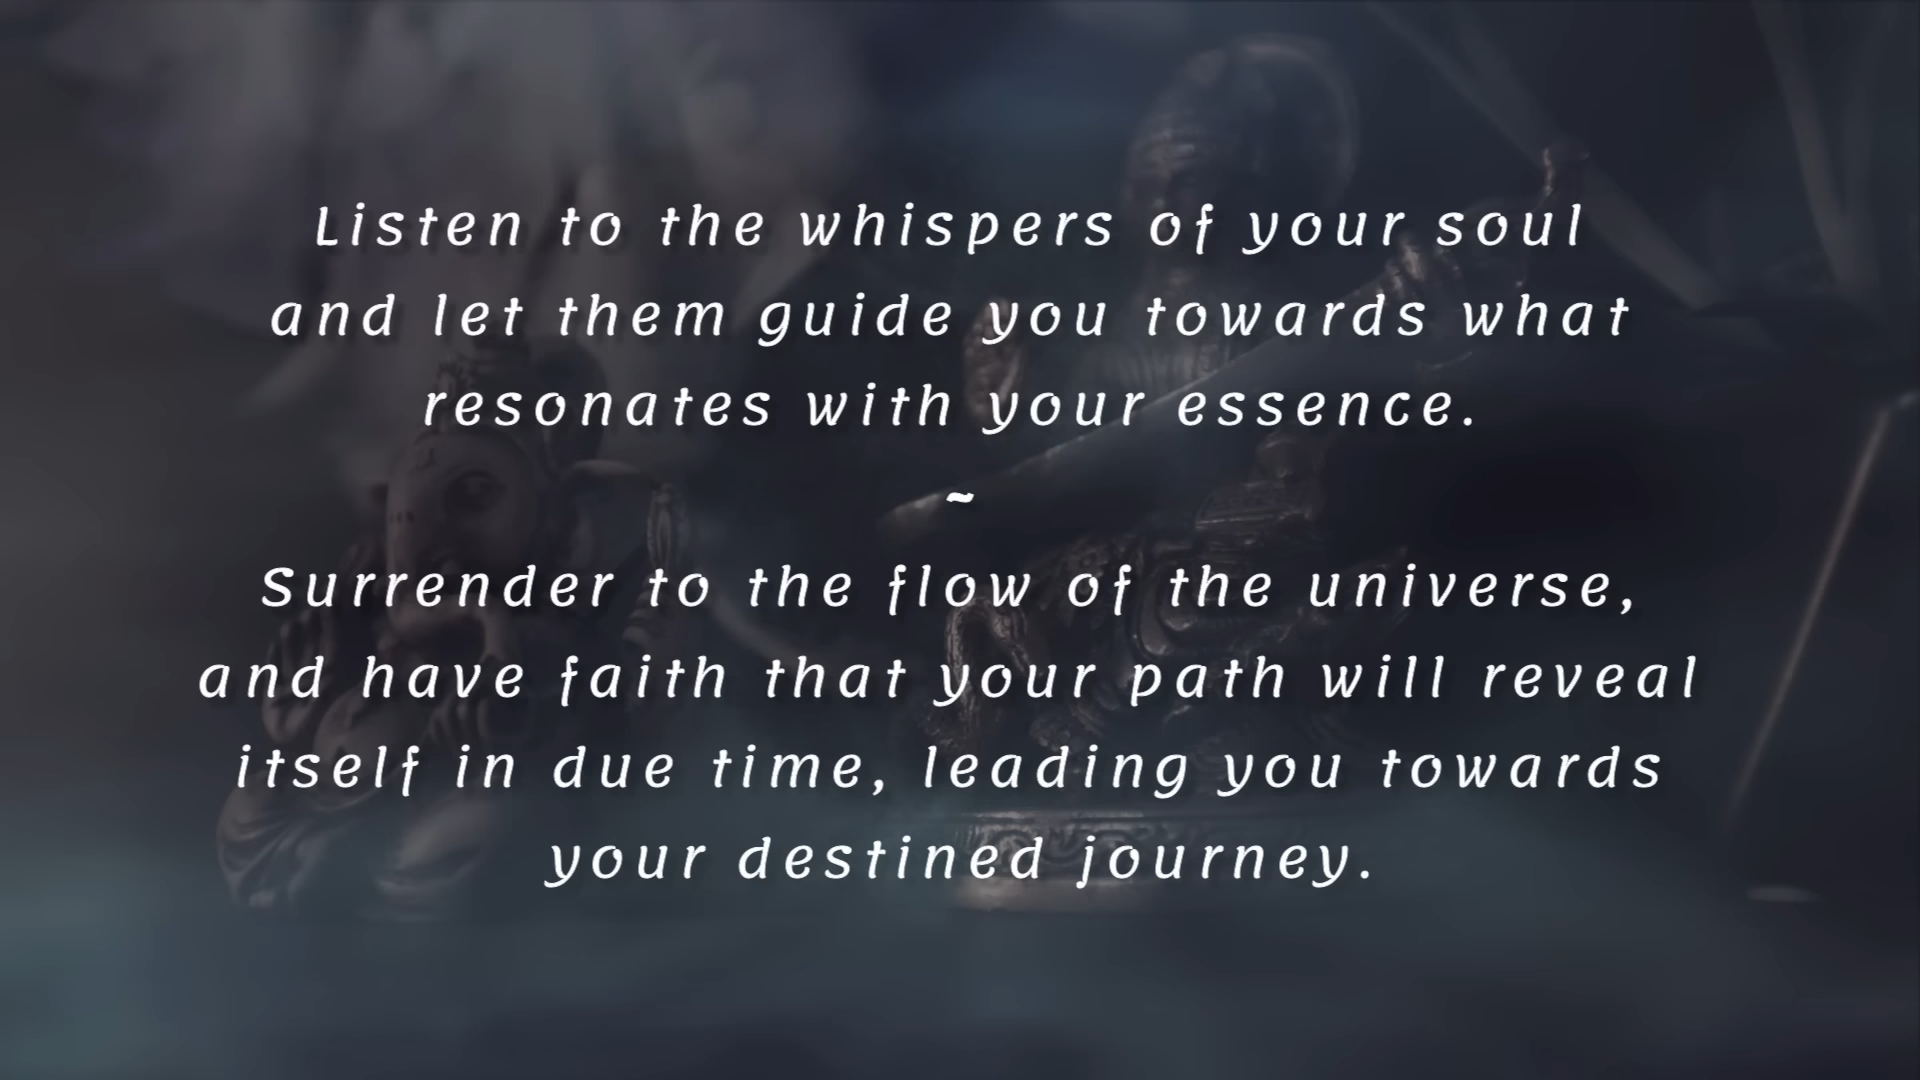 Listen to the whispers of your soul
and let them guide you towards what
resonates with your essence.
~
Surrender to the flow of the universe,
and have faith that your path will reveal
itself in due time, leading you towards
your destined journey.